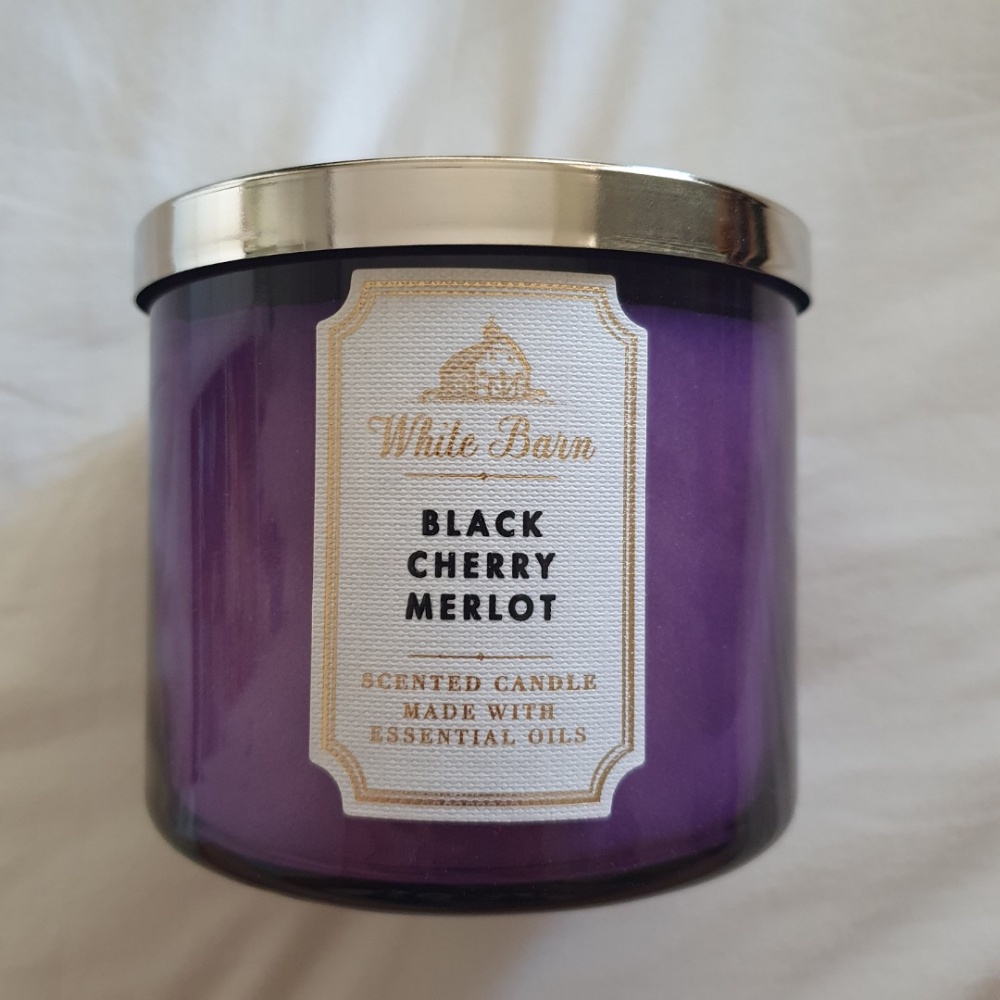 White Barn
BLACK
CHERRY
MERLOT
SCENTED CANDLE
MADE WITH
ESSENTIAL OILS